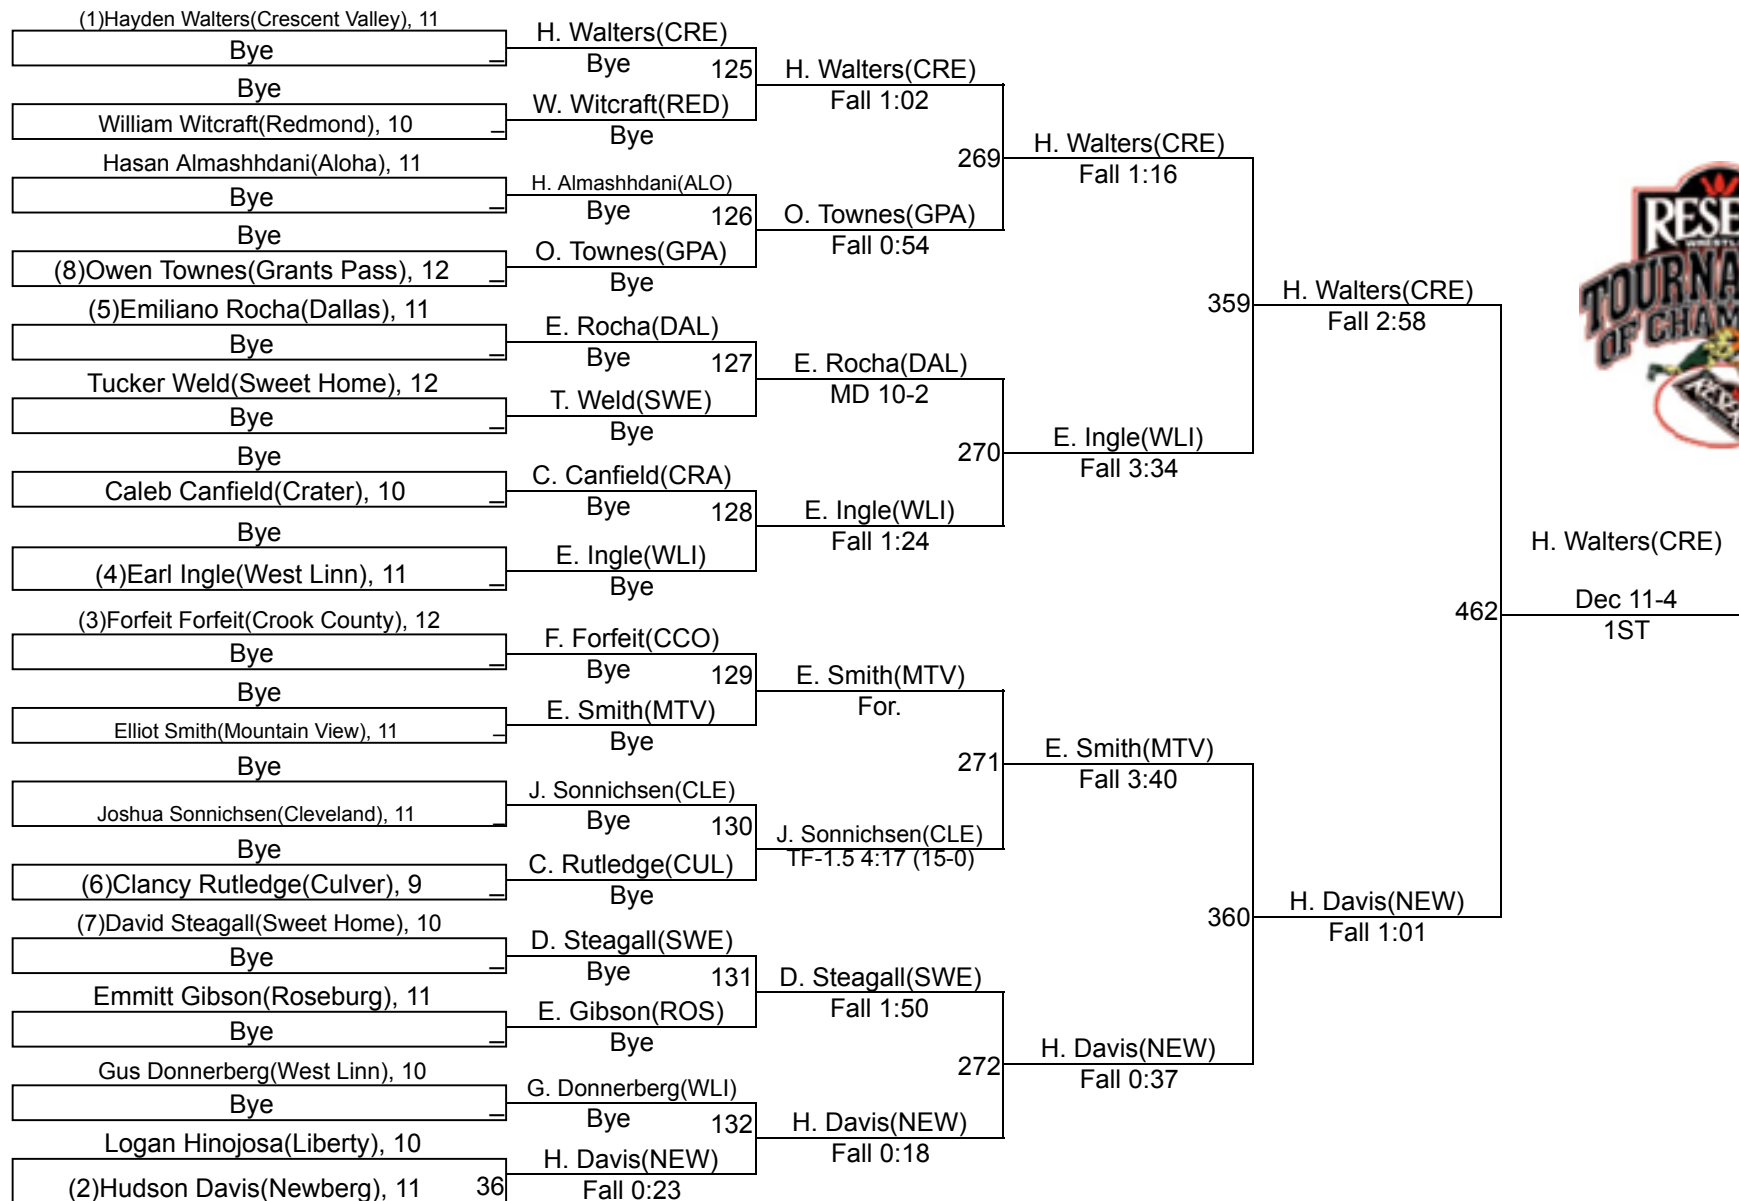 (1)Hayden Walters(Crescent Valley), 11
Bye _
Bye
William Witcraft(Redmond), 10 _
Hasan Almashhdani(Aloha), 11
Bye _
Bye
(8)Owen Townes(Grants Pass), 12 _
(5)Emiliano Rocha(Dallas), 11
Bye _
Tucker Weld(Sweet Home), 12
Bye _
Bye
Caleb Canfield(Crater), 10 _
Bye
(4)Earl Ingle(West Linn), 11 _
(3)Forfeit Forfeit(Crook County), 12
Bye _
Bye
Elliot Smith(Mountain View), 11 _
Bye
Joshua Sonnichsen(Cleveland), 11 _
Bye
(6)Clancy Rutledge(Culver), 9 _
(7)David Steagall(Sweet Home), 10
Bye _
Emmitt Gibson(Roseburg), 11
Bye _
Gus Donnerberg(West Linn), 10
Bye _
Logan Hinojosa(Liberty), 10
(2)Hudson Davis(Newberg), 11 36
H. Walters(CRE)
Bye 125
W. Witcraft(RED)
Bye
H. Almashhdani(ALO)
Bye 126
O. Townes(GPA)
Bye
E. Rocha(DAL)
Bye 127
T. Weld(SWE)
Bye
C. Canfield(CRA)
Bye 128
E. Ingle(WLI)
Bye
F. Forfeit(CCO)
Bye 129
E. Smith(MTV)
Bye
J. Sonnichsen(CLE)
Bye 130
C. Rutledge(CUL)
Bye
D. Steagall(SWE)
Bye 131
E. Gibson(ROS)
Bye
G. Donnerberg(WLI)
Bye 132
H. Davis(NEW)
Fall 0:23
H. Walters(CRE)
Fall 1:02
269
O. Townes(GPA)
Fall 0:54
E. Rocha(DAL)
MD 10-2
270
E. Ingle(WLI)
Fall 1:24
E. Smith(MTV)
For.
271
J. Sonnichsen(CLE)
TF-1.5 4:17 (15-0)
D. Steagall(SWE)
Fall 1:50
272
H. Davis(NEW)
Fall 0:18
H. Walters(CRE)
Fall 1:16
359
E. Ingle(WLI)
Fall 3:34
E. Smith(MTV)
Fall 3:40
360
H. Davis(NEW)
Fall 0:37
H. Walters(CRE)
Fall 2:58
462
H. Davis(NEW)
Fall 1:01
H. Walters(CRE)
Dec 11-4
1ST